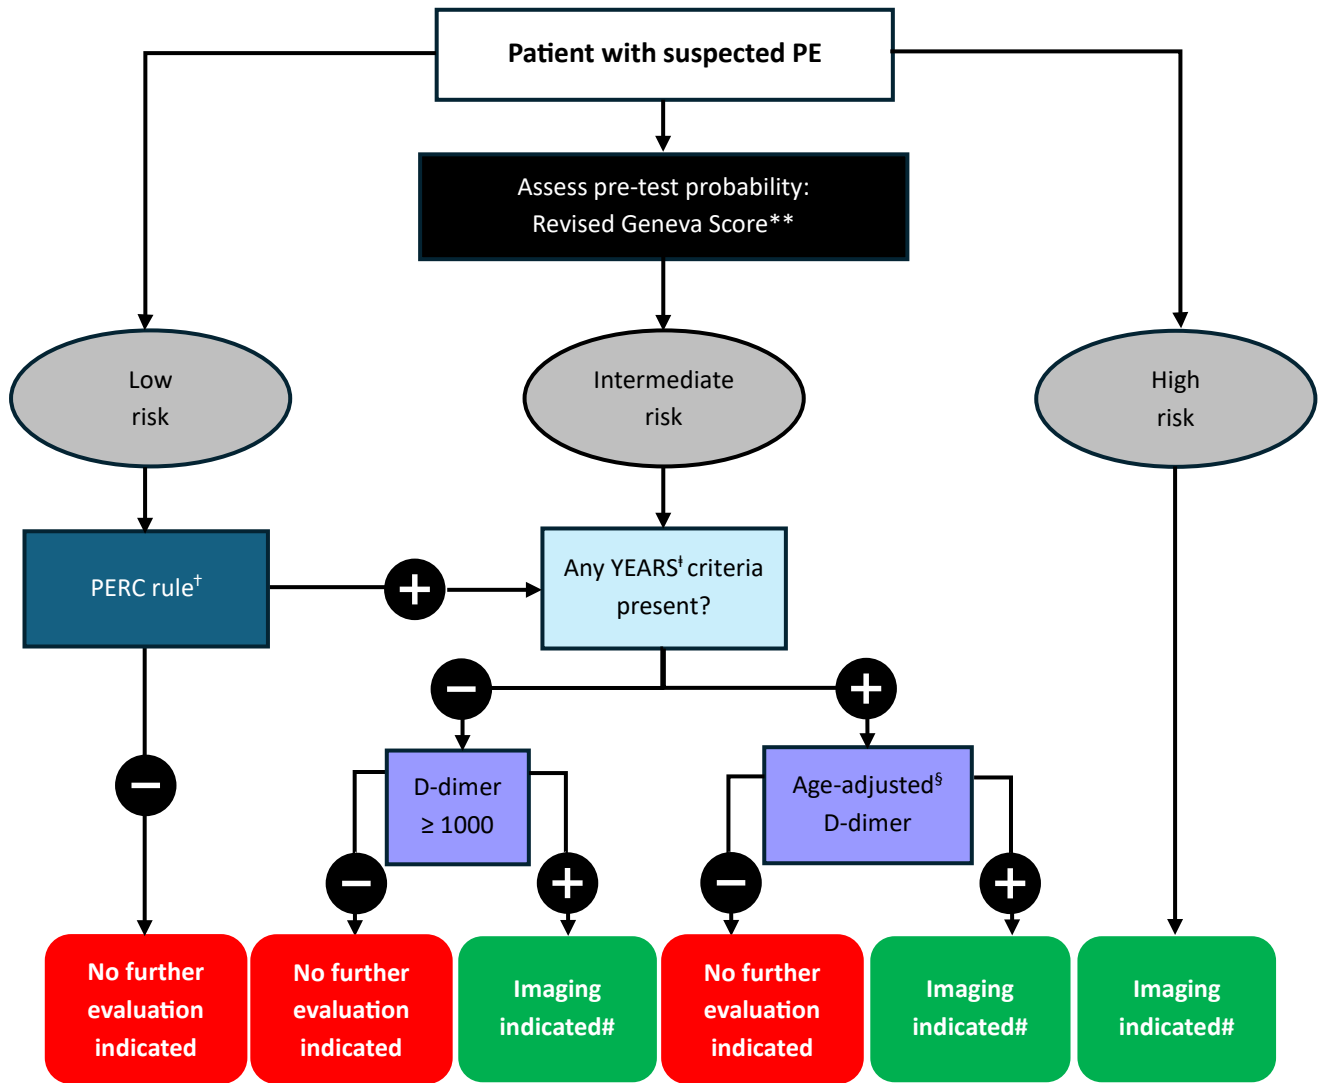 Patient with suspected PE
Assess pre-test probability:
Revised Geneva Score**
Low
risk
Intermediate
risk
High
risk
PERC rule†
+
Any YEARSǂ criteria
present?
−
+
D-dimer
≥ 1000
Age-adjusted§
D-dimer
−
−
+
−
+
No further
evaluation
indicated
No further
evaluation
indicated
Imaging
indicated#
No further
evaluation
indicated
Imaging
indicated#
Imaging
indicated#